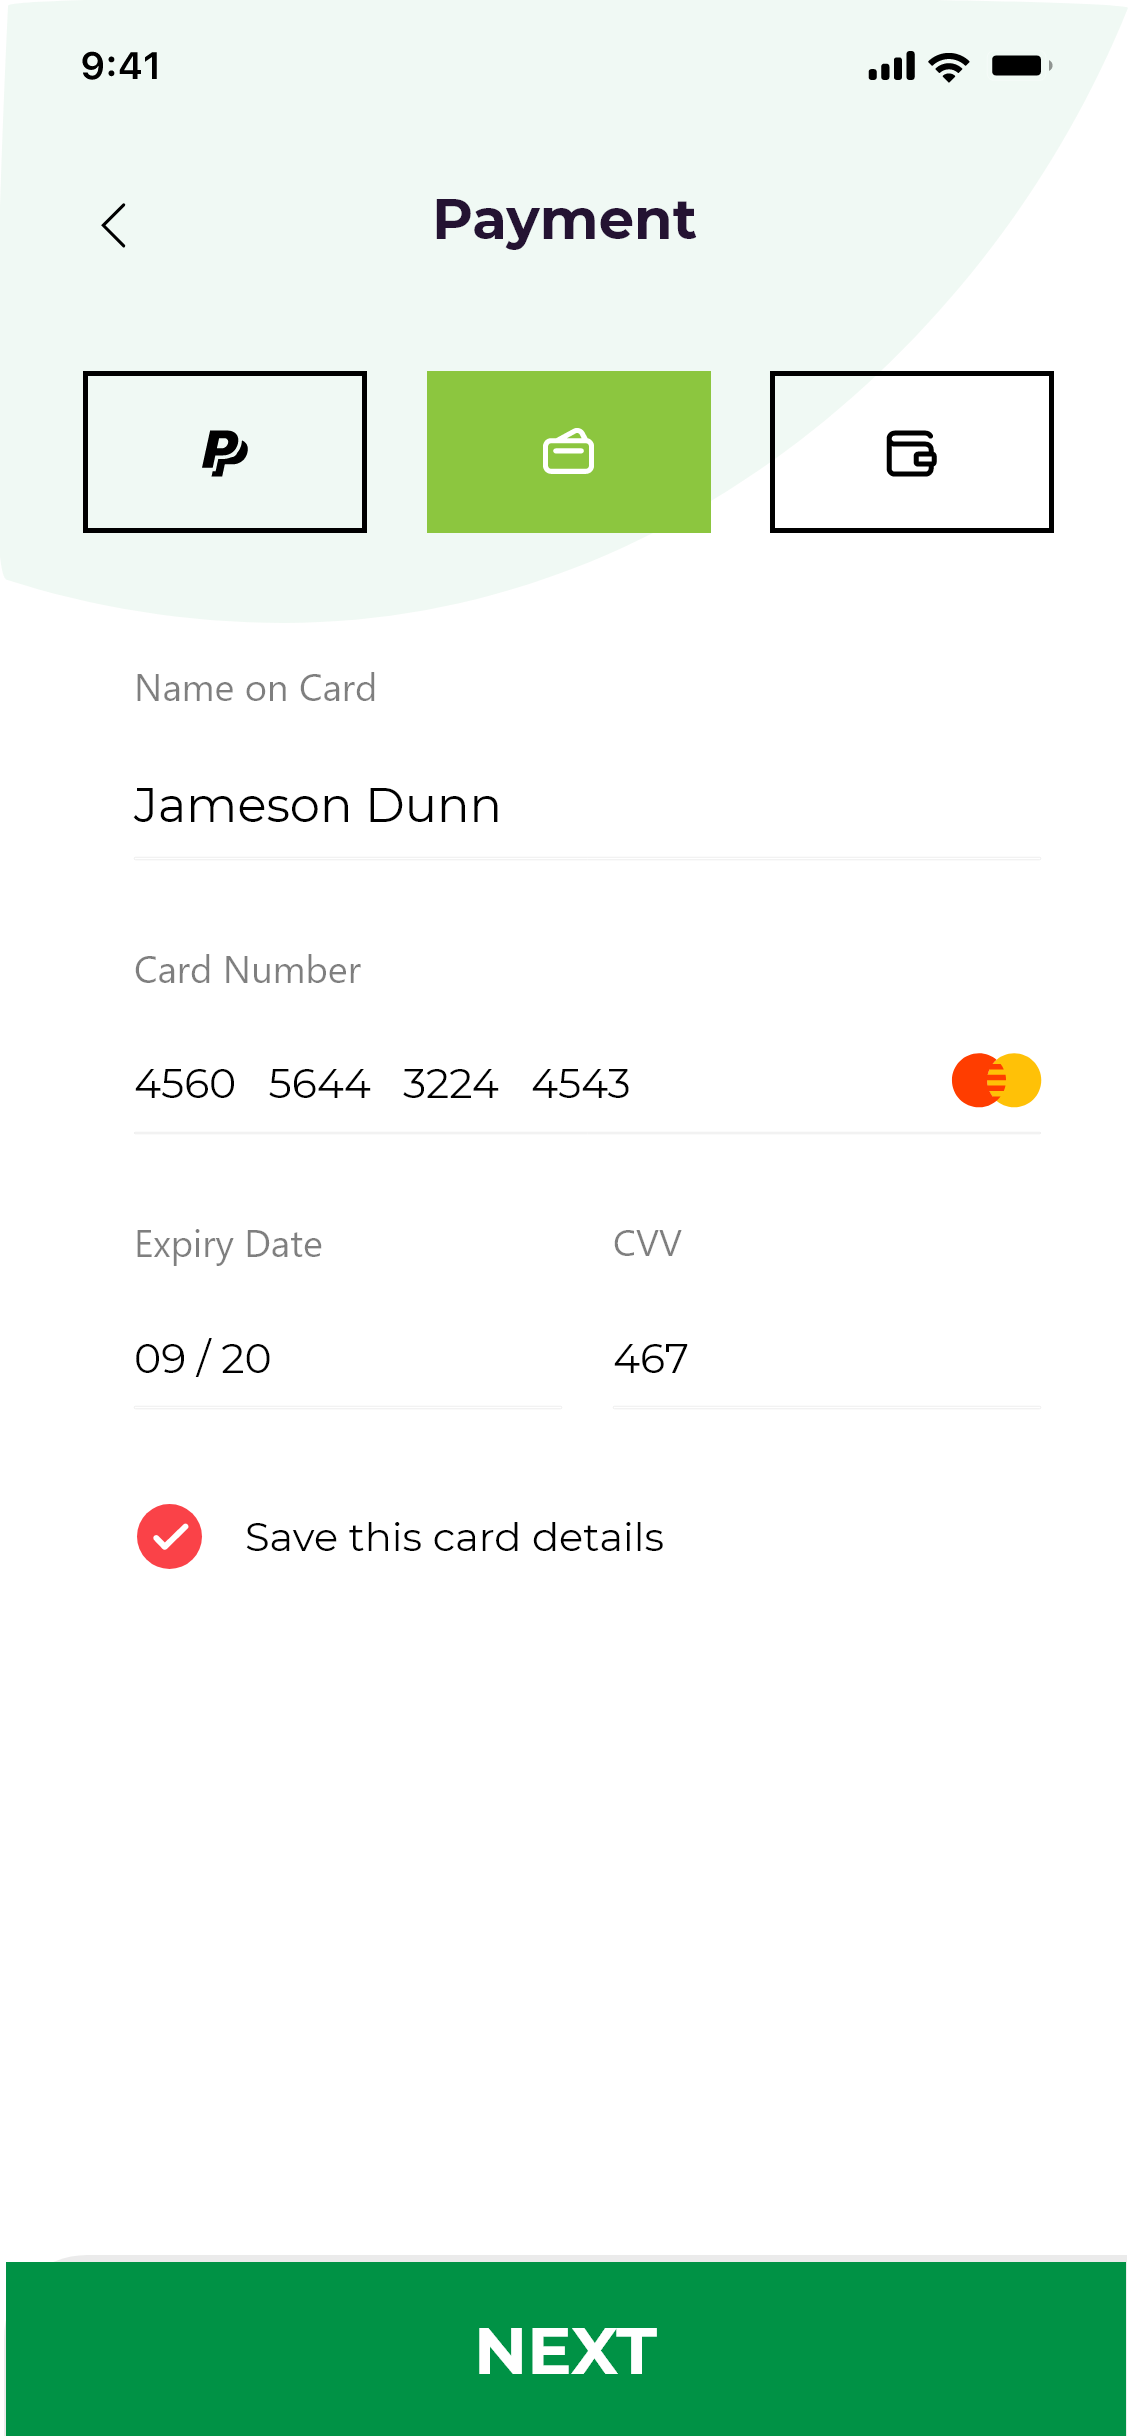 9:41
Payment
Name on Card
Jameson Dunn
Card Number
4560 5644 3224 4543
Expiry Date CVV
09 / 20 467
Save this card details
NEXT